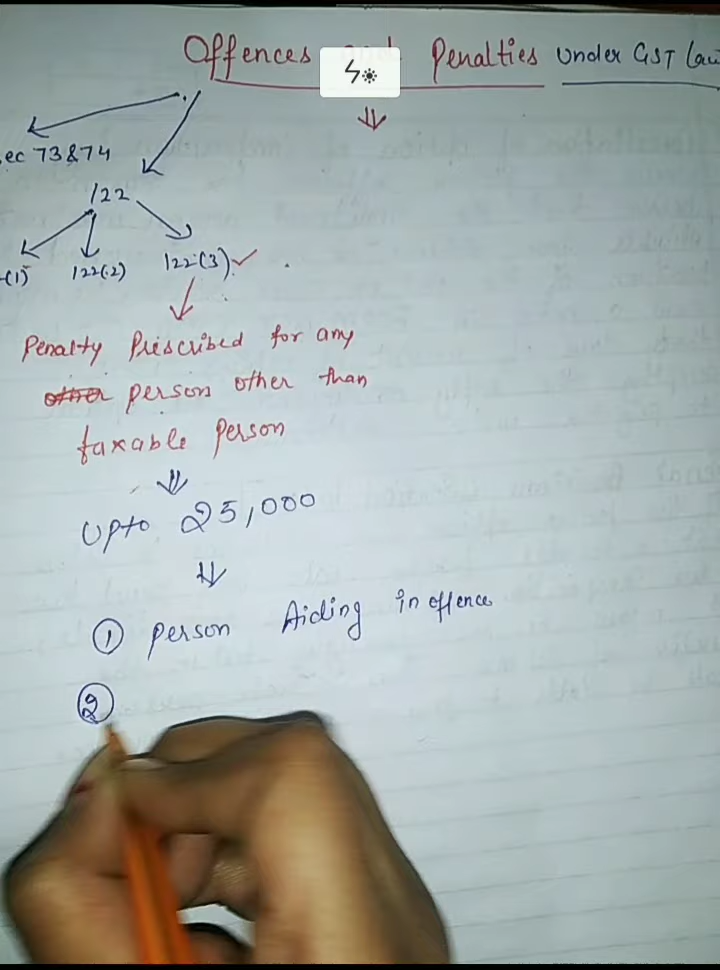 Offences Penalties Under GST Law
ec 73&74
122
(1) 122(2) 122(3)
Penalty Priscribed for any
other person other than
taxable person
Upto 25,000
① person Aiding in offence
②